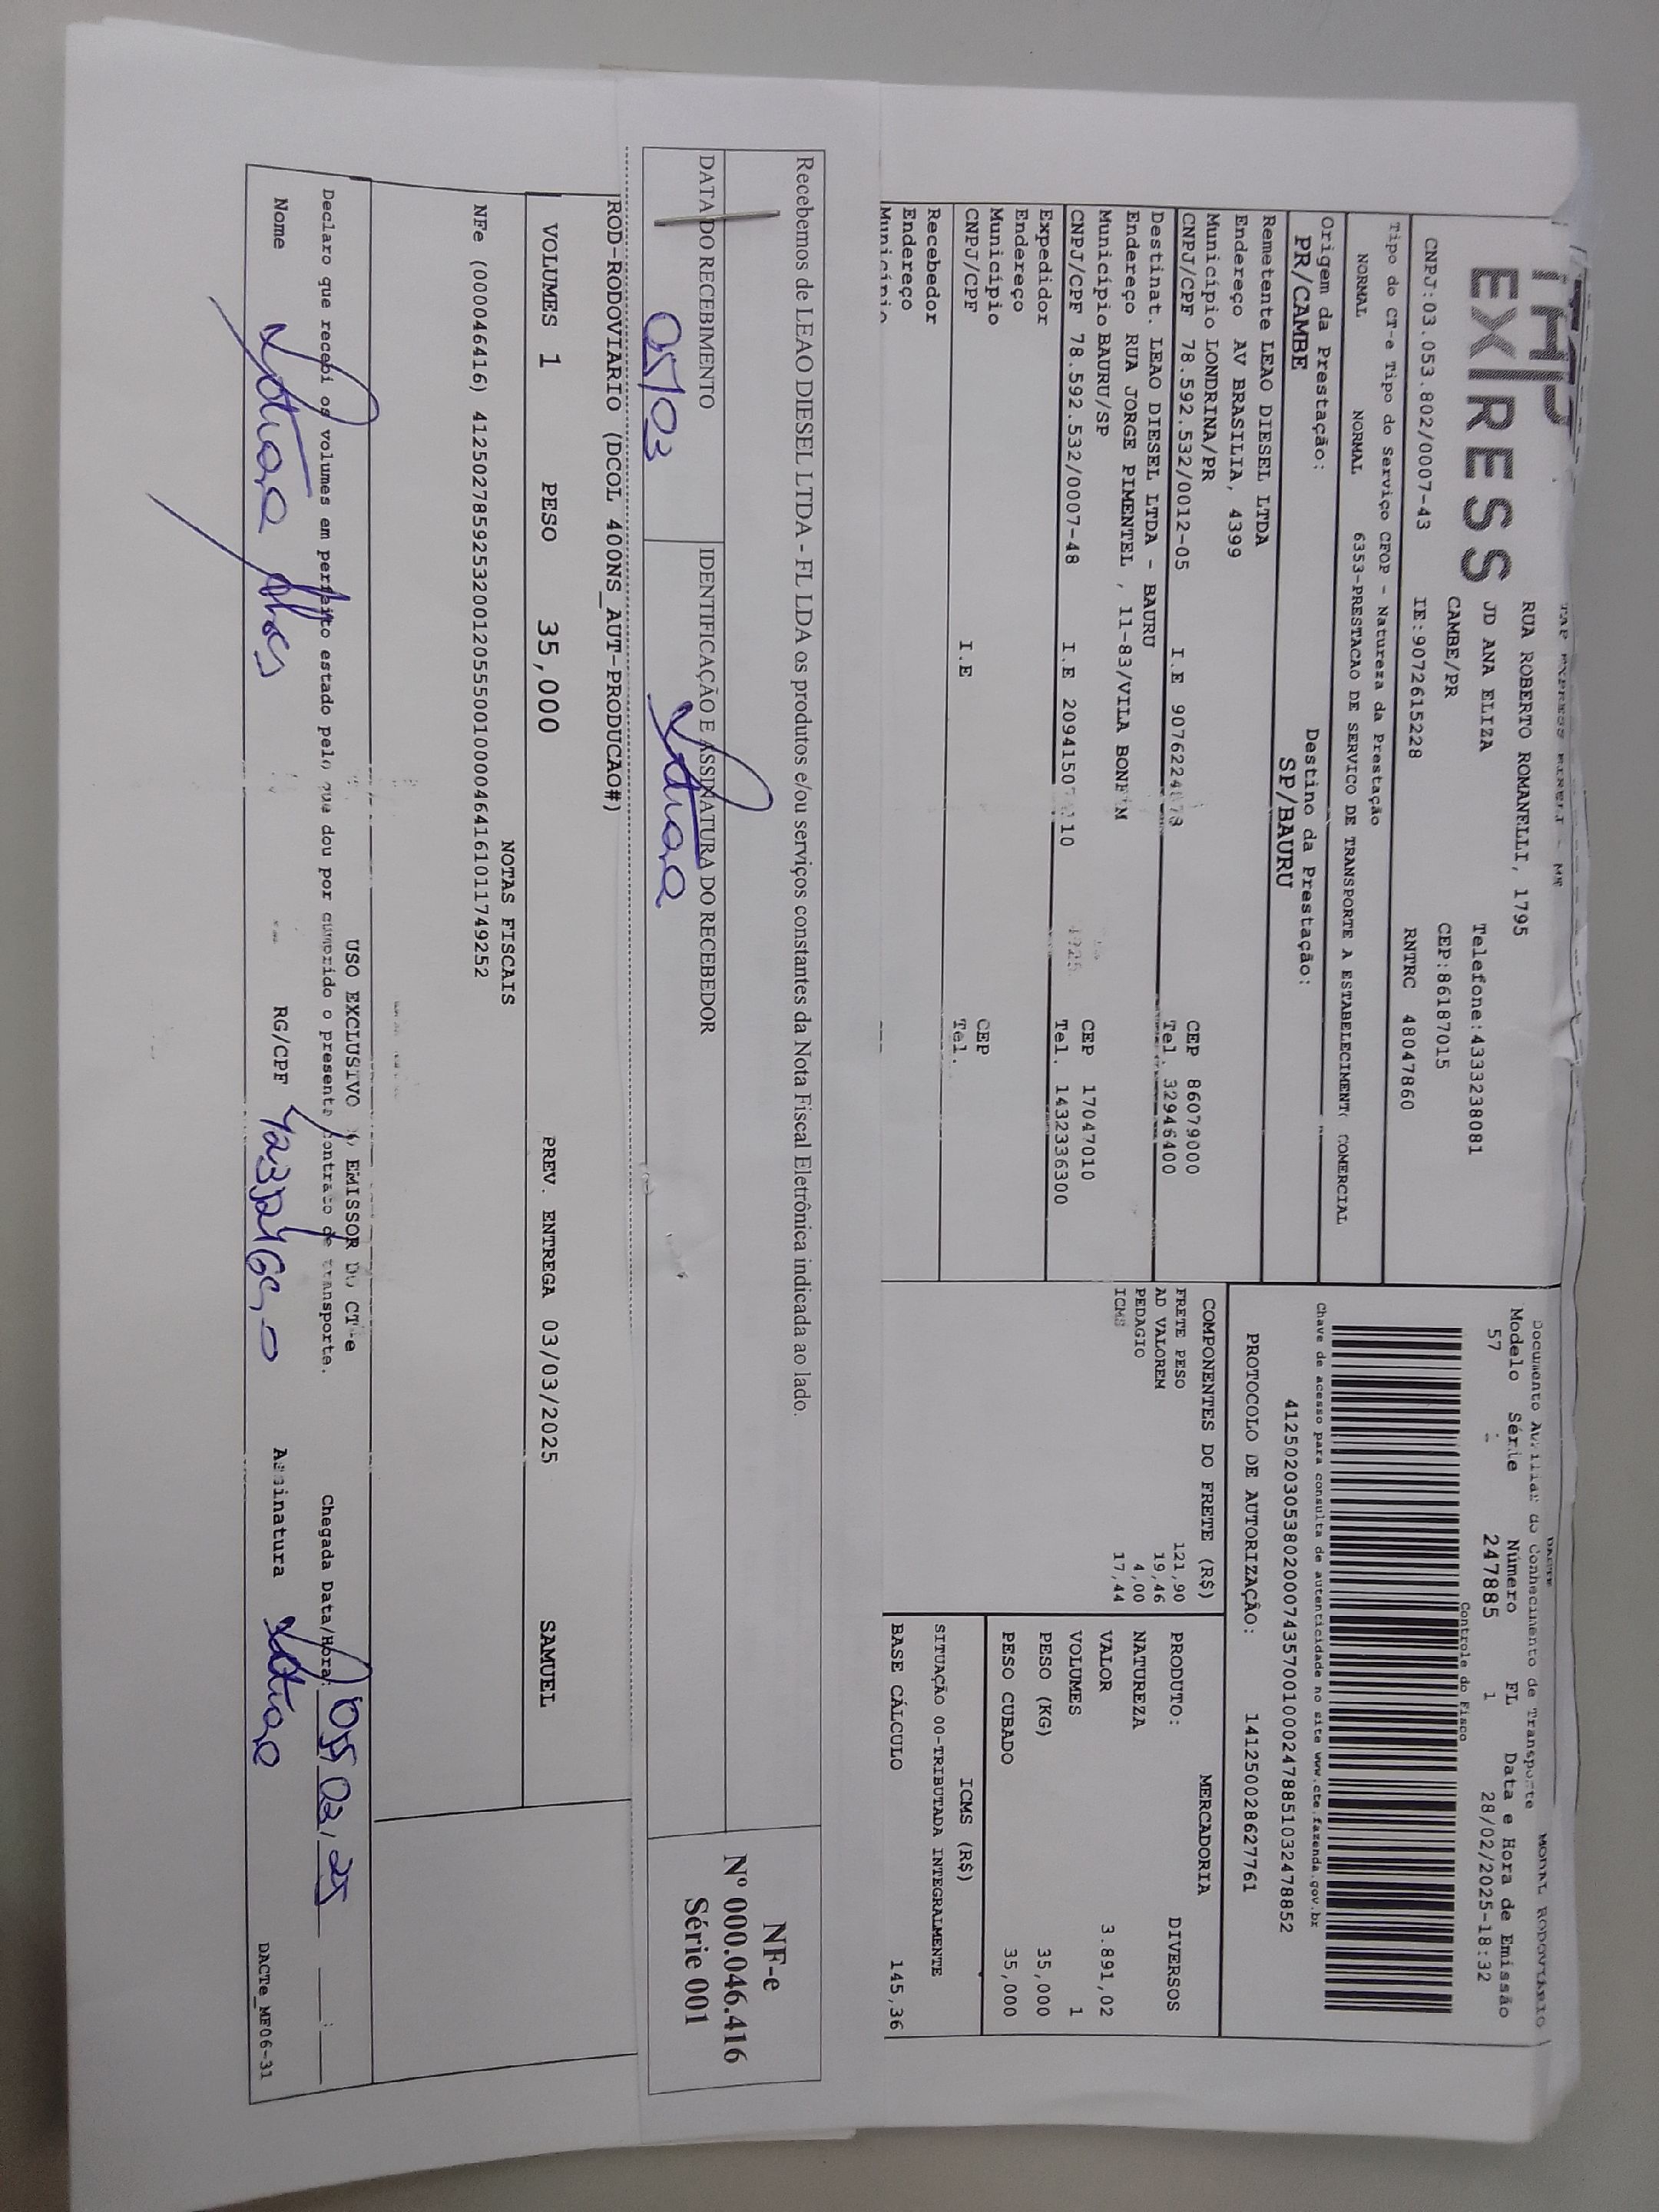 EXPRESS
RUA ROBERTO ROMANELLI, 1795
JD ANA ELIZA
Telefone:4333238081
CAMBE/PR
CEP:86187015
CNPJ:03.053.802/0007-43 IE:9072615228 RNTRC 48047860
Tipo do CT-e Tipo do Serviço CFOP - Natureza da Prestação
NORMAL NORMAL 6353-PRESTACAO DE SERVICO DE TRANSPORTE A ESTABELECIMENT COMERCIAL
Origem da Prestação: Destino da Prestação:
PR/CAMBE SP/BAURU
Remetente LEAO DIESEL LTDA
Endereço AV BRASILIA, 4399
Município LONDRINA/PR CEP 86079000
CNPJ/CPF 78.592.532/0012-05 I.E Tel. 32946400
Destinat. LEAO DIESEL LTDA - BAURU
Endereço RUA JORGE PIMENTEL , 11-83/VILA BONFIM
Município BAURU/SP CEP 17047010
CNPJ/CPF 78.592.532/0007-48 I.E Tel. 1432336300
Expedidor
Endereço
Município CEP
CNPJ/CPF I.E Tel.
Recebedor
Endereço
Município
DACTE
MODAL RODOVIARIO
Documento Auxiliar do Conhecimento de Transporte
Modelo Série Número FL Data e Hora de Emissão
57 - 247885 1 28/02/2025-18:32
Controle do Fisco
Chave de acesso para consulta de autenticidade no site www.cte.fazenda.gov.br
41250203053802000743570010002478851032478852
PROTOCOLO DE AUTORIZAÇÃO: 141250028627761
COMPONENTES DO FRETE (R$)
FRETE PESO 121,90
AD VALOREM 19,46
PEDAGIO 4,00
ICMS 17,44
MERCADORIA
PRODUTO: DIVERSOS
NATUREZA
VALOR 3.891,02
VOLUMES 1
PESO (KG) 35,000
PESO CUBADO 35,000
ICMS (R$)
SITUAÇÃO 00-TRIBUTADA INTEGRALMENTE
BASE CÁLCULO 145,36
Recebemos de LEAO DIESEL LTDA - FL LDA os produtos e/ou serviços constantes da Nota Fiscal Eletrônica indicada ao lado.
DATA DO RECEBIMENTO IDENTIFICAÇÃO E ASSINATURA DO RECEBEDOR
05/03
NF-e
Nº 000.046.416
Série 001
ROD-RODOVIARIO (DCOL 400NS_AUT-PRODUCAO#)
VOLUMES 1 PESO 35,000 PREV. ENTREGA 03/03/2025 SAMUEL
NOTAS FISCAIS
NFe (000046416) 41250278592532001205550010000464161011749252
USO EXCLUSIVO DO EMISSOR DO CT-e
Declaro que recebi os volumes em perfeito estado pelo que dou por cumprido o presente contrato de transporte. Chegada Data/Hora: 05/03/25
Nome RG/CPF Assinatura
DACTe_MF06-31